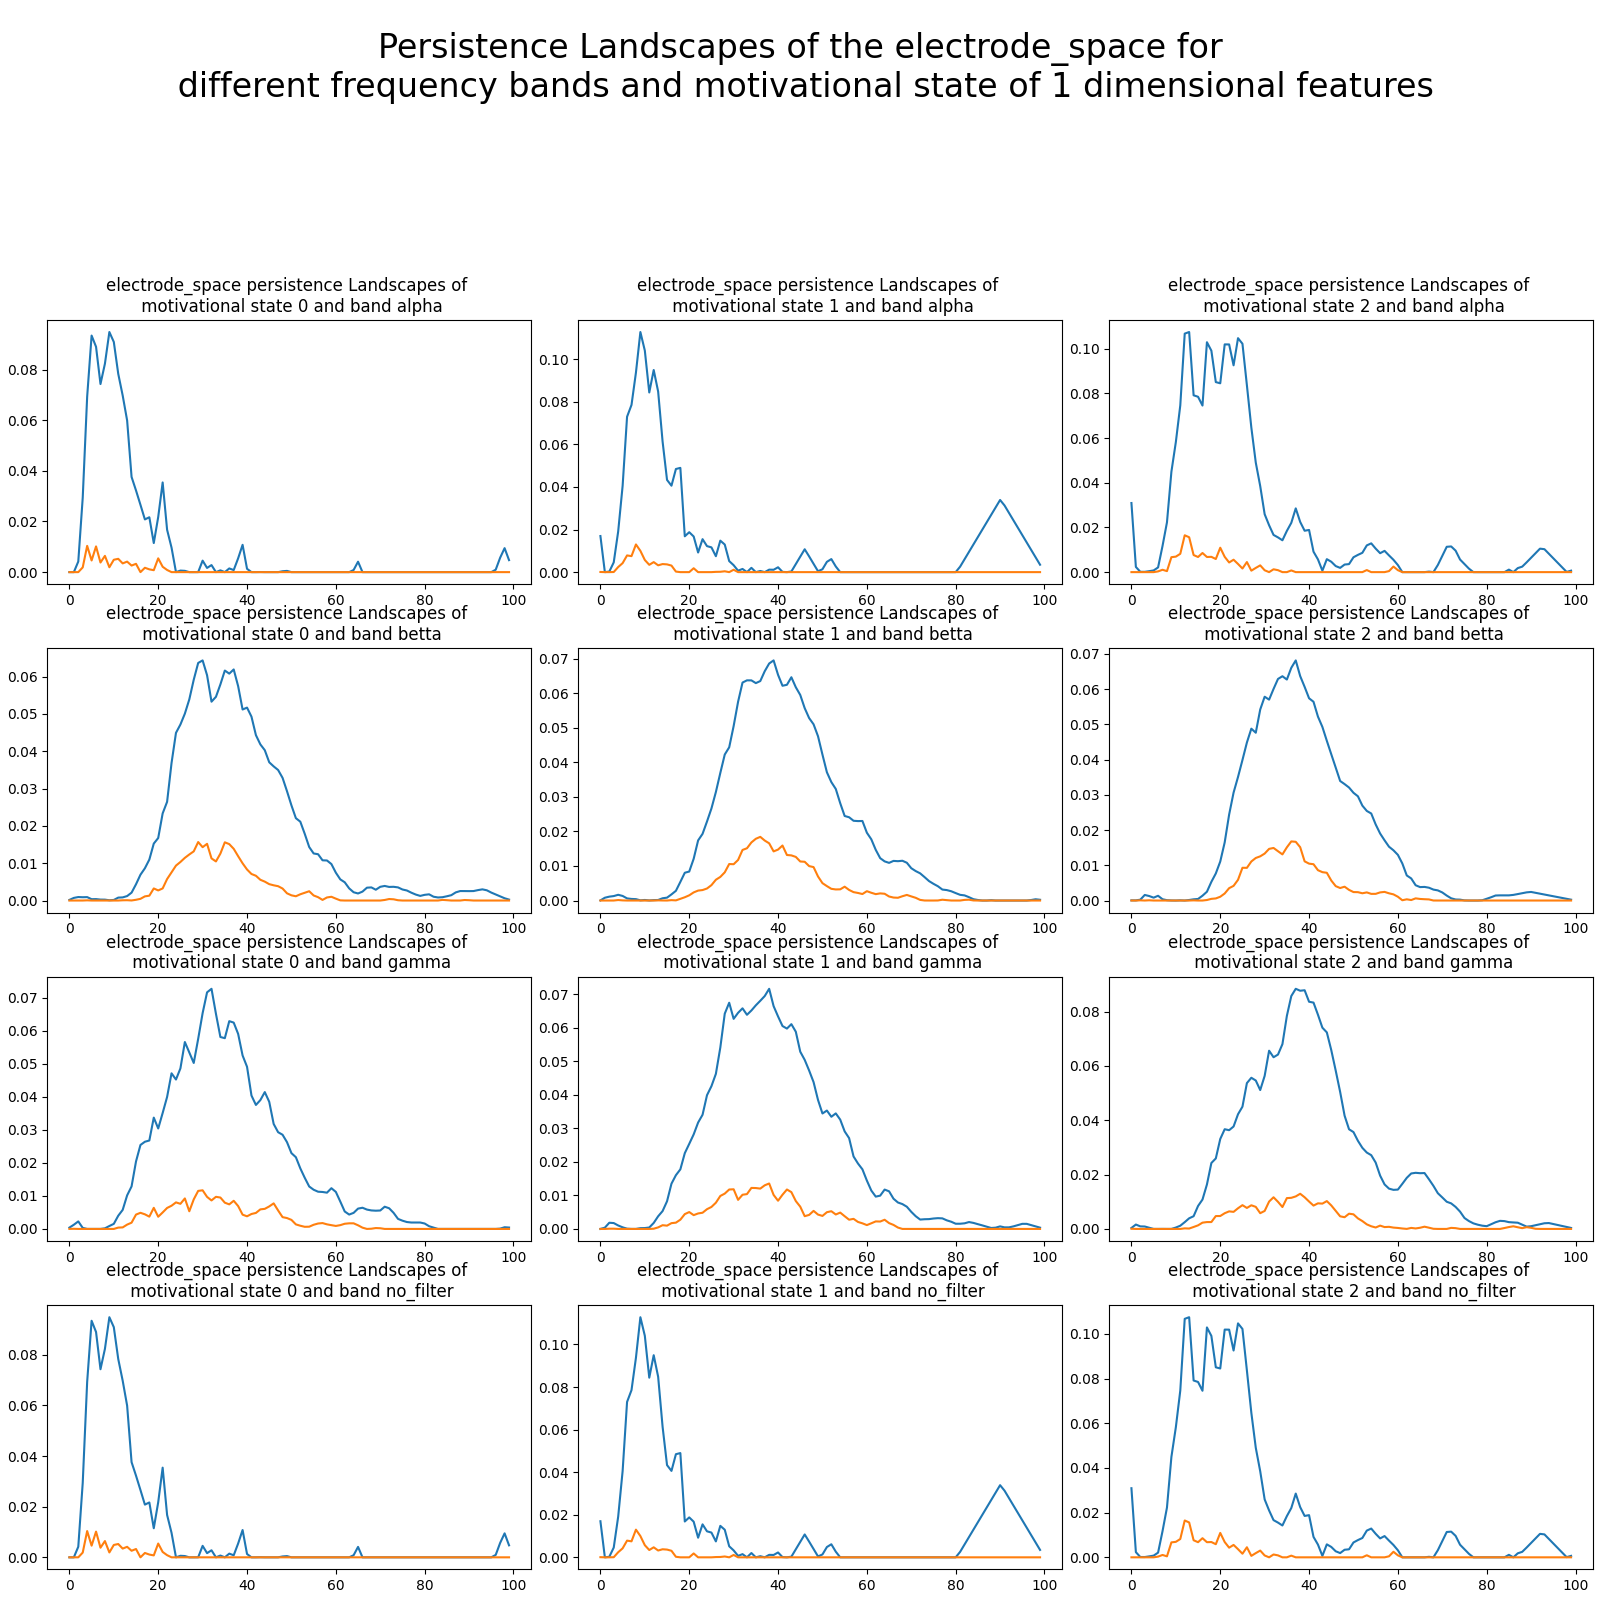 Persistence Landscapes of the electrode_space for
different frequency bands and motivational state of 1 dimensional features
electrode_space persistence Landscapes of
motivational state 0 and band alpha
electrode_space persistence Landscapes of
motivational state 1 and band alpha
electrode_space persistence Landscapes of
motivational state 2 and band alpha
0.08
0.06
0.04
0.02
0.00
0 20 40 60 80 100
0.10
0.08
0.06
0.04
0.02
0.00
0 20 40 60 80 100
0.10
0.08
0.06
0.04
0.02
0.00
0 20 40 60 80 100
electrode_space persistence Landscapes of
motivational state 0 and band betta
electrode_space persistence Landscapes of
motivational state 1 and band betta
electrode_space persistence Landscapes of
motivational state 2 and band betta
0.06
0.05
0.04
0.03
0.02
0.01
0.00
0 20 40 60 80 100
0.07
0.06
0.05
0.04
0.03
0.02
0.01
0.00
0 20 40 60 80 100
0.07
0.06
0.05
0.04
0.03
0.02
0.01
0.00
0 20 40 60 80 100
electrode_space persistence Landscapes of
motivational state 0 and band gamma
electrode_space persistence Landscapes of
motivational state 1 and band gamma
electrode_space persistence Landscapes of
motivational state 2 and band gamma
0.07
0.06
0.05
0.04
0.03
0.02
0.01
0.00
0 20 40 60 80 100
0.07
0.06
0.05
0.04
0.03
0.02
0.01
0.00
0 20 40 60 80 100
0.08
0.06
0.04
0.02
0.00
0 20 40 60 80 100
electrode_space persistence Landscapes of
motivational state 0 and band no_filter
electrode_space persistence Landscapes of
motivational state 1 and band no_filter
electrode_space persistence Landscapes of
motivational state 2 and band no_filter
0.08
0.06
0.04
0.02
0.00
0 20 40 60 80 100
0.10
0.08
0.06
0.04
0.02
0.00
0 20 40 60 80 100
0.10
0.08
0.06
0.04
0.02
0.00
0 20 40 60 80 100